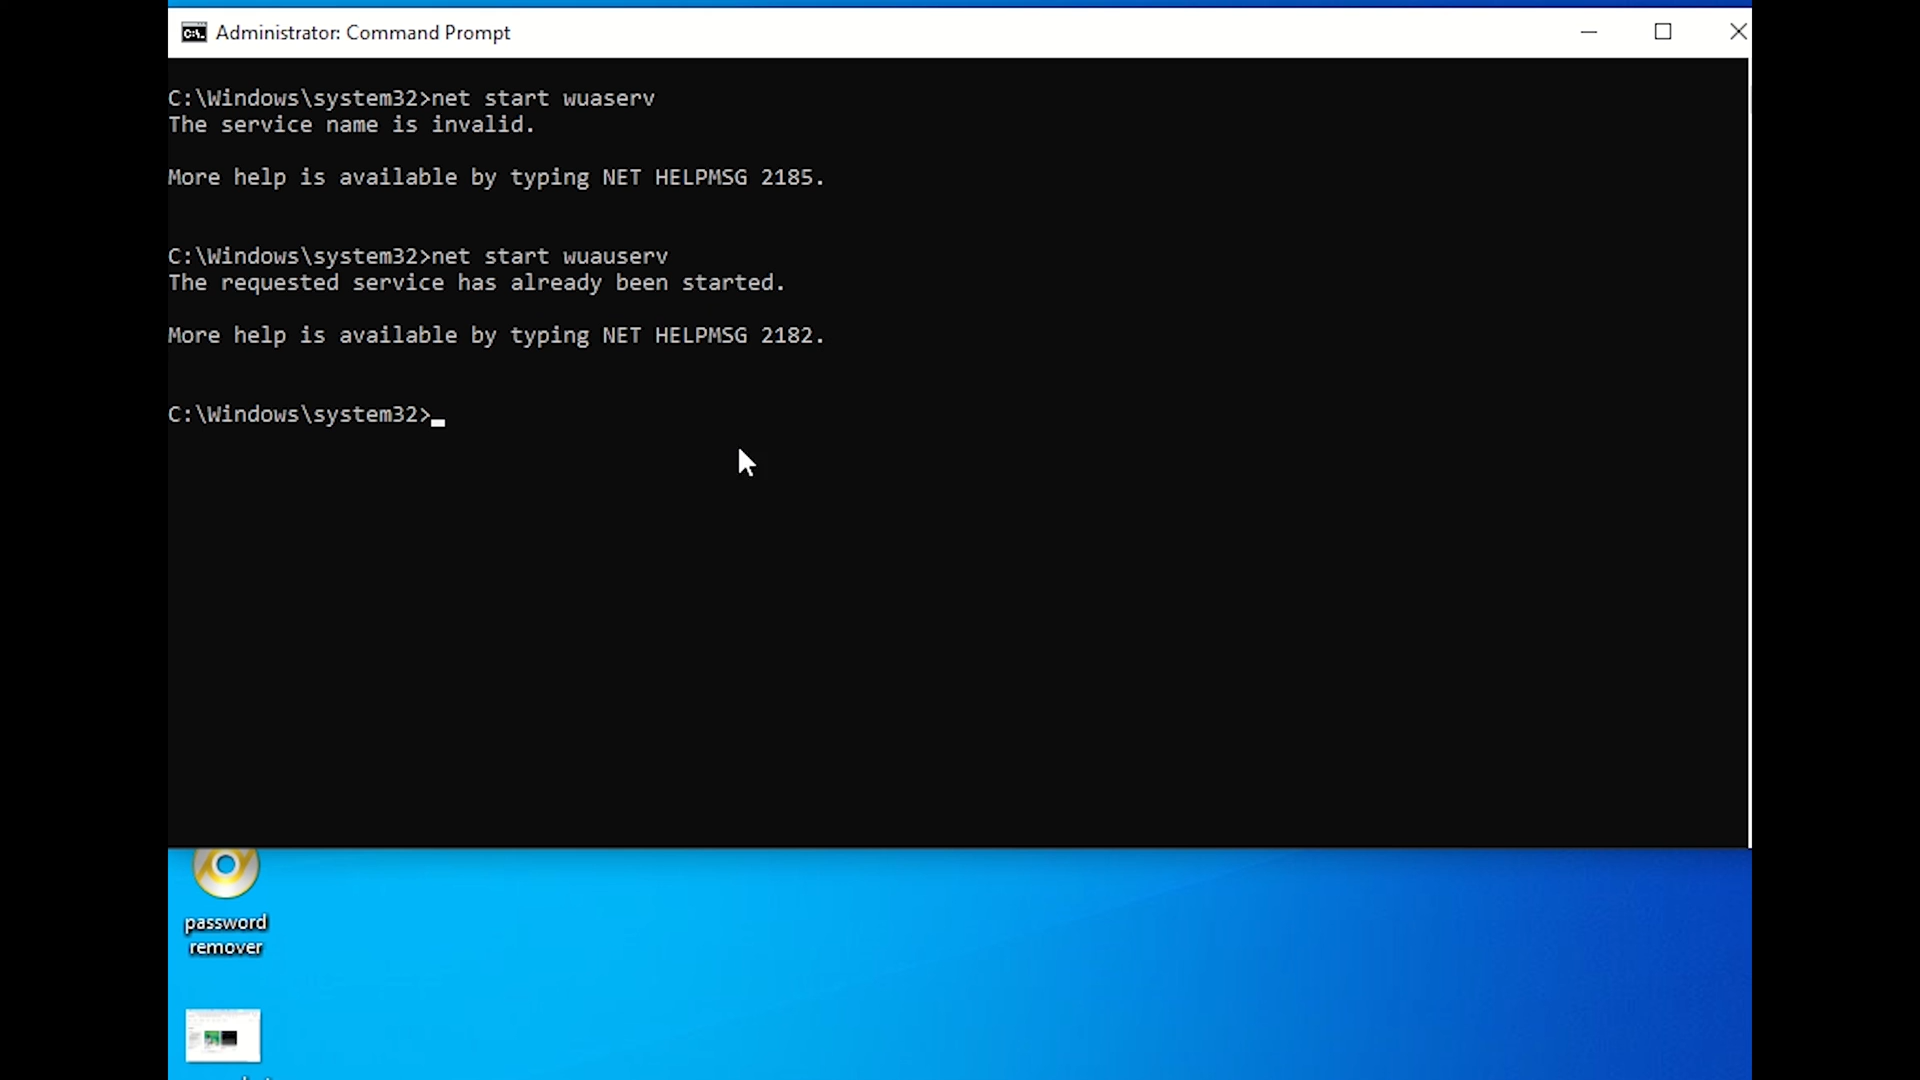 Administrator: Command Prompt
C:\Windows\system32>net start wuaserv
The service name is invalid.
More help is available by typing NET HELPMSG 2185.
C:\Windows\system32>net start wuauserv
The requested service has already been started.
More help is available by typing NET HELPMSG 2182.
C:\Windows\system32>
password
remover